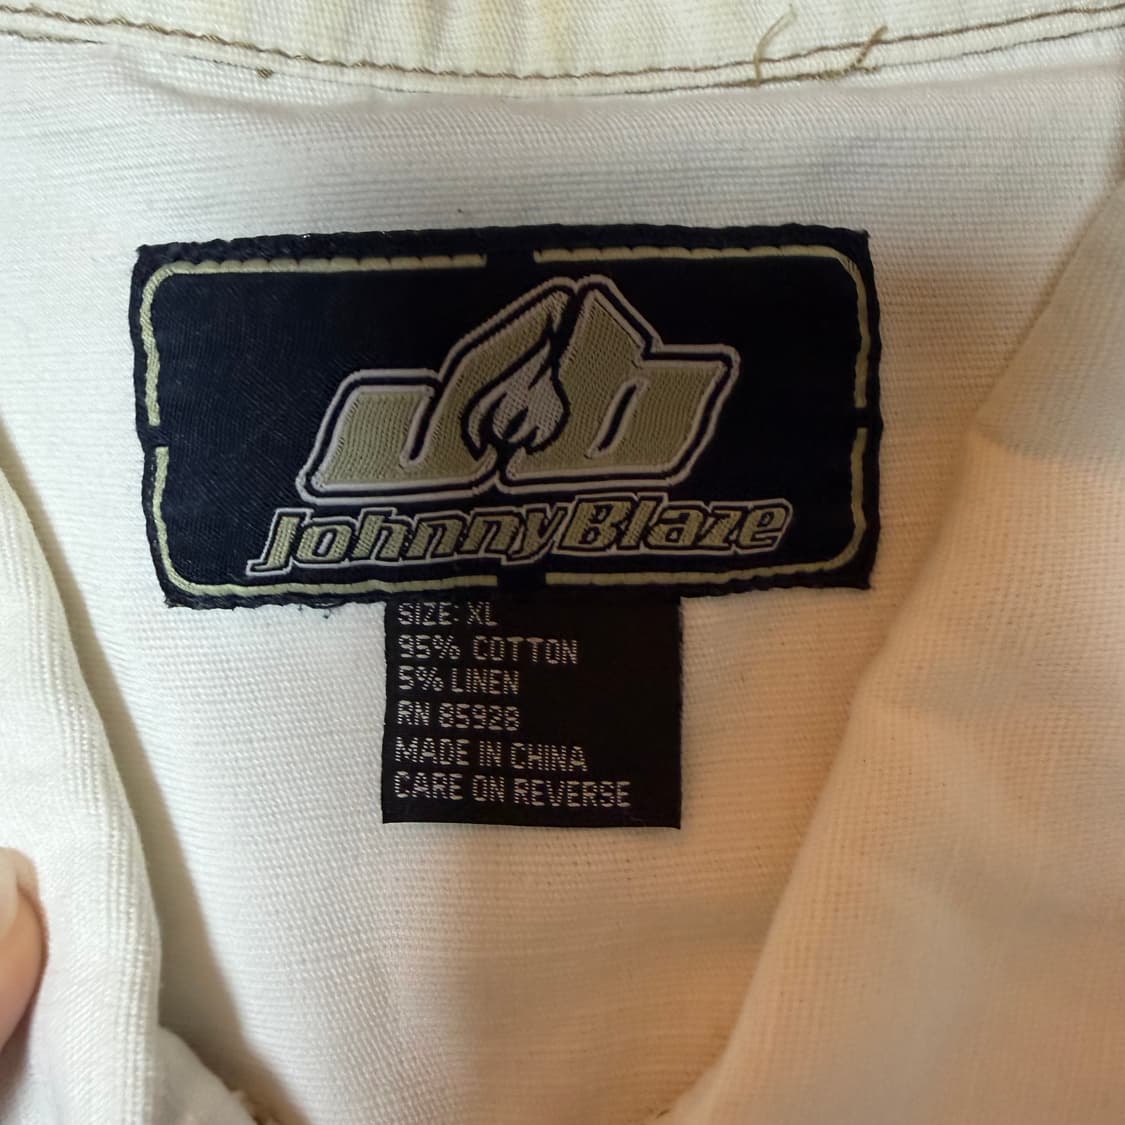 JohnnyBlaze
SIZE: XL
95% COTTON
5% LINEN
RN 85928
MADE IN CHINA
CARE ON REVERSE